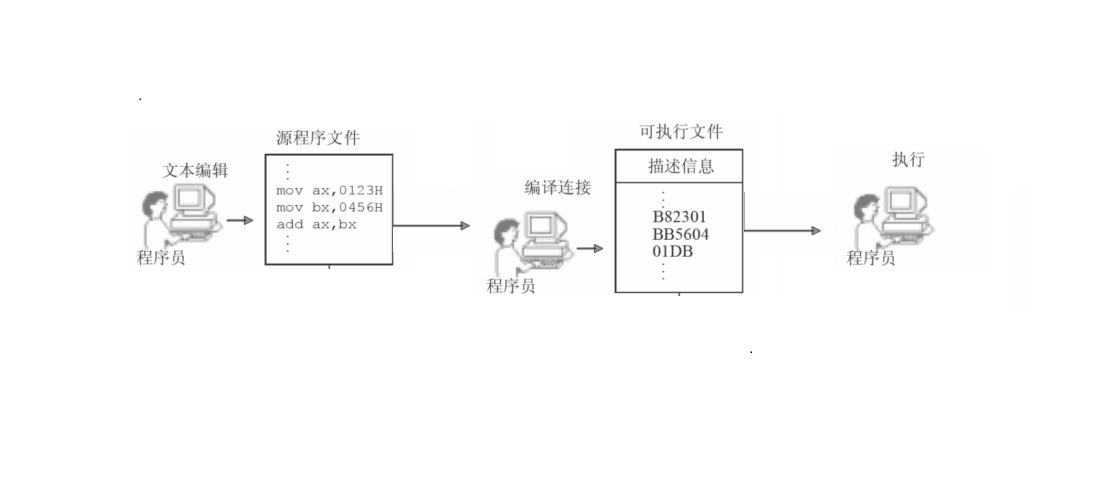 文本编辑
程序员
源程序文件
mov ax,0123H
mov bx,0456H
add ax,bx
编译连接
程序员
可执行文件
描述信息
B82301
BB5604
01DB
执行
程序员